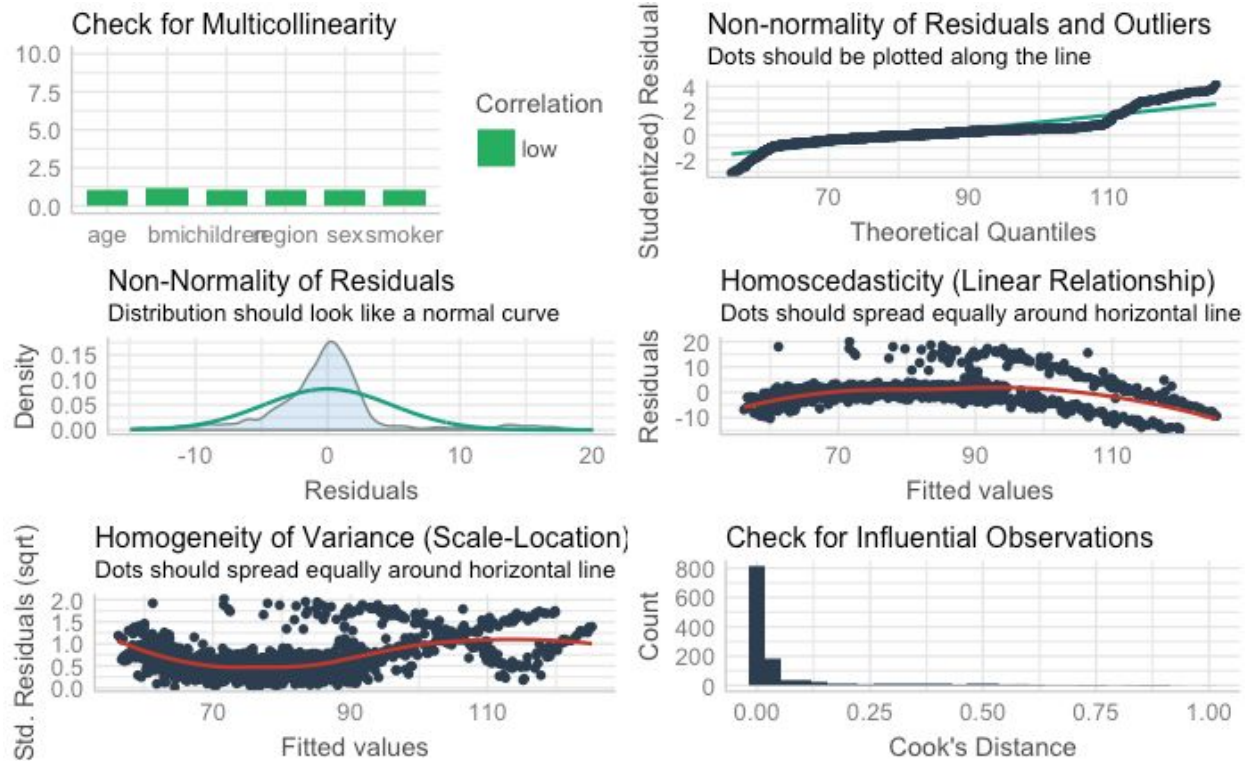 Check for Multicollinearity
10.0
7.5
5.0
2.5
0.0
age bmi children region sex smoker
Correlation
low
Non-normality of Residuals and Outliers
Dots should be plotted along the line
Studentized) Residual
4
2
0
-2
70 90 110
Theoretical Quantiles
Non-Normality of Residuals
Distribution should look like a normal curve
Density
0.15
0.10
0.05
0.00
-10 0 10 20
Residuals
Homoscedasticity (Linear Relationship)
Dots should spread equally around horizontal line
Residuals
20
10
0
-10
70 90 110
Fitted values
Homogeneity of Variance (Scale-Location)
Dots should spread equally around horizontal line
Std. Residuals (sqrt)
2.0
1.5
1.0
0.5
0.0
70 90 110
Fitted values
Check for Influential Observations
Count
800
600
400
200
0
0.00 0.25 0.50 0.75 1.00
Cook's Distance